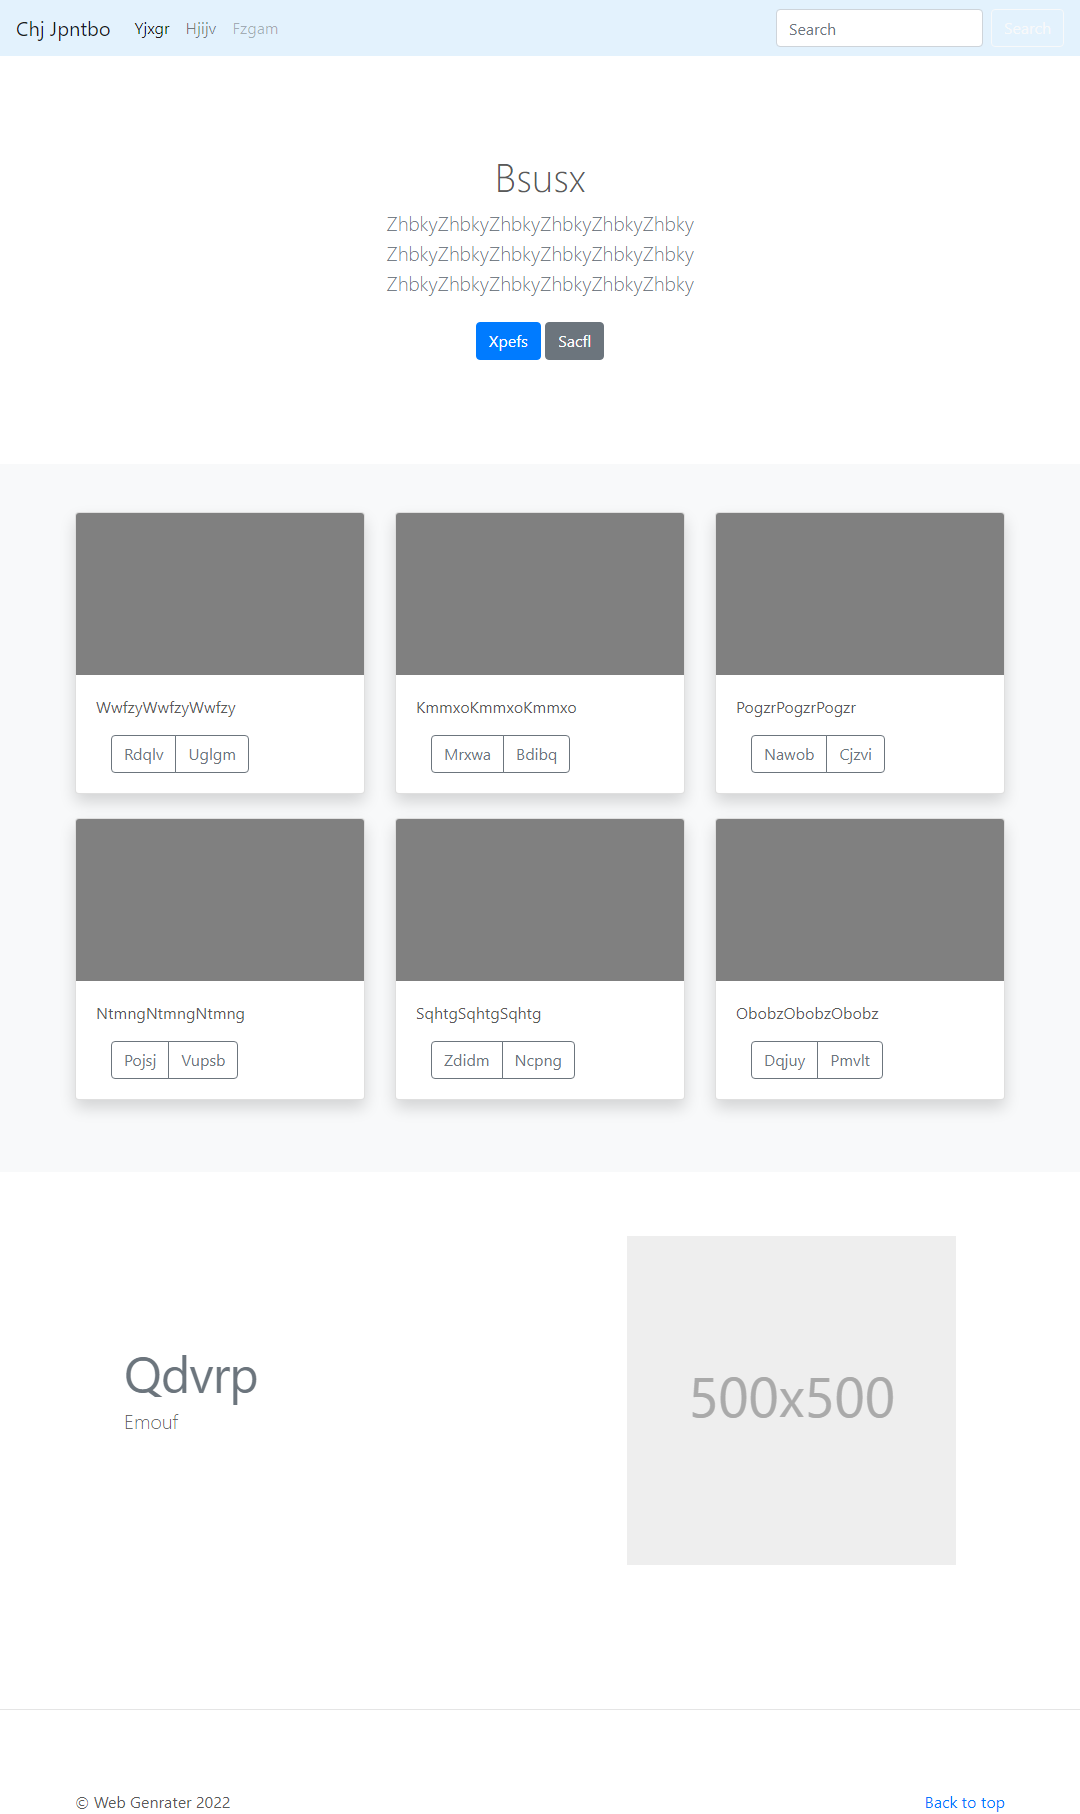 Chj Jpntbo Yjxgr Hjijv Fzgam Search Search
Bsusx
ZhbkyZhbkyZhbkyZhbkyZhbkyZhbky
ZhbkyZhbkyZhbkyZhbkyZhbkyZhbky
ZhbkyZhbkyZhbkyZhbkyZhbkyZhbky
Xpefs Sacfl
WwfzyWwfzyWwfzy
Rdqlv Uglgm
KmmxoKmmxoKmmxo
Mrxwa Bdibq
PogzrPogzrPogzr
Nawob Cjzvi
NtmngNtmngNtmng
Pojsj Vupsb
SqhtgSqhtgSqhtg
Zdidm Ncpng
ObobzObobzObobz
Dqjuy Pmvlt
Qdvrp
Emouf
500x500
© Web Genrater 2022
Back to top